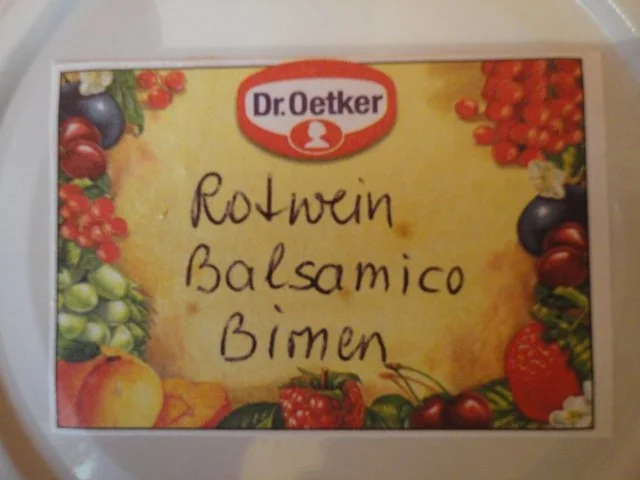 Dr. Oetker
Rotwein
Balsamico
Birnen